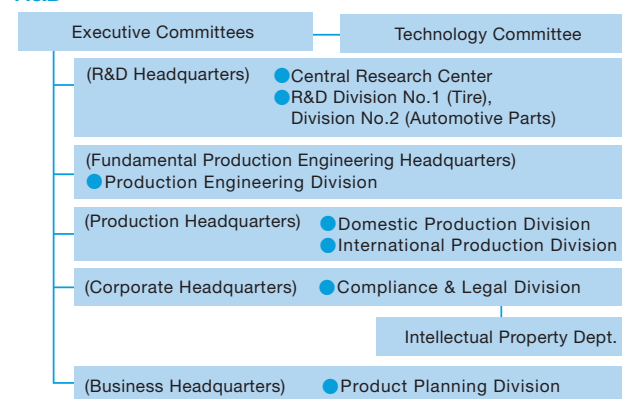 Executive Committees
Technology Committee
(R&D Headquarters) ●Central Research Center
●R&D Division No.1 (Tire),
Division No.2 (Automotive Parts)
(Fundamental Production Engineering Headquarters)
●Production Engineering Division
(Production Headquarters) ●Domestic Production Division
●International Production Division
(Corporate Headquarters) ●Compliance & Legal Division
Intellectual Property Dept.
(Business Headquarters) ●Product Planning Division